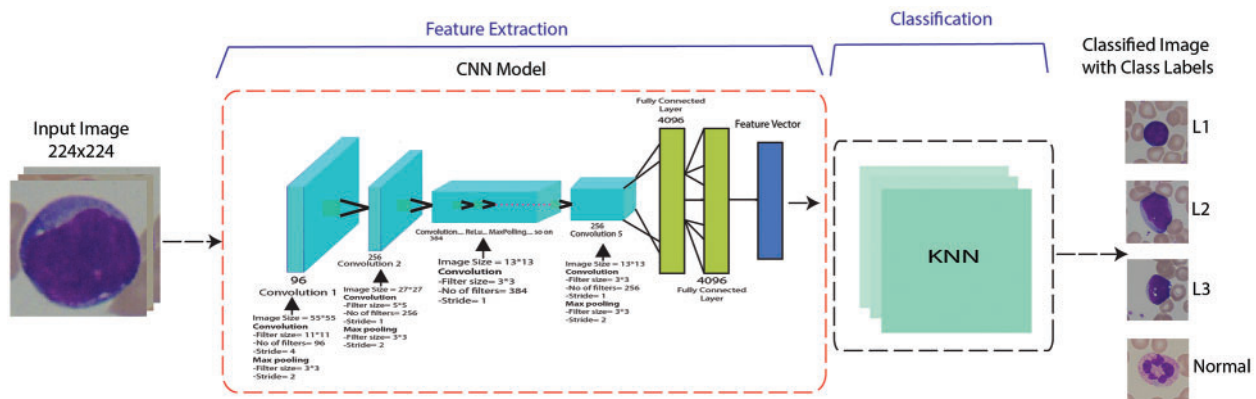 Feature Extraction
Classification
CNN Model
Classified Image
with Class Labels
Input Image
224x224
Fully Connected
Layer
4096
Feature Vector
96
Convolution 1
Image Size = 55*55
Convolution
-Filter size= 11*11
-No of filters= 96
-Stride= 4
Max pooling
-Filter size= 3*3
-Stride= 2
256
Convolution 2
Image Size = 27*27
Convolution
-Filter size= 5*5
-No of filters= 256
-Stride= 1
Max pooling
-Filter size= 3*3
-Stride= 2
Convolution... ReLu... MaxPolling... so on
384
Image Size = 13*13
Convolution
-Filter size= 3*3
-No of filters= 384
-Stride= 1
256
Convolution 5
Image Size = 13*13
Convolution
-Filter size= 3*3
-No of filters= 256
-Stride= 1
Max pooling
-Filter size= 3*3
-Stride= 2
4096
Fully Connected
Layer
KNN
L1
L2
L3
Normal